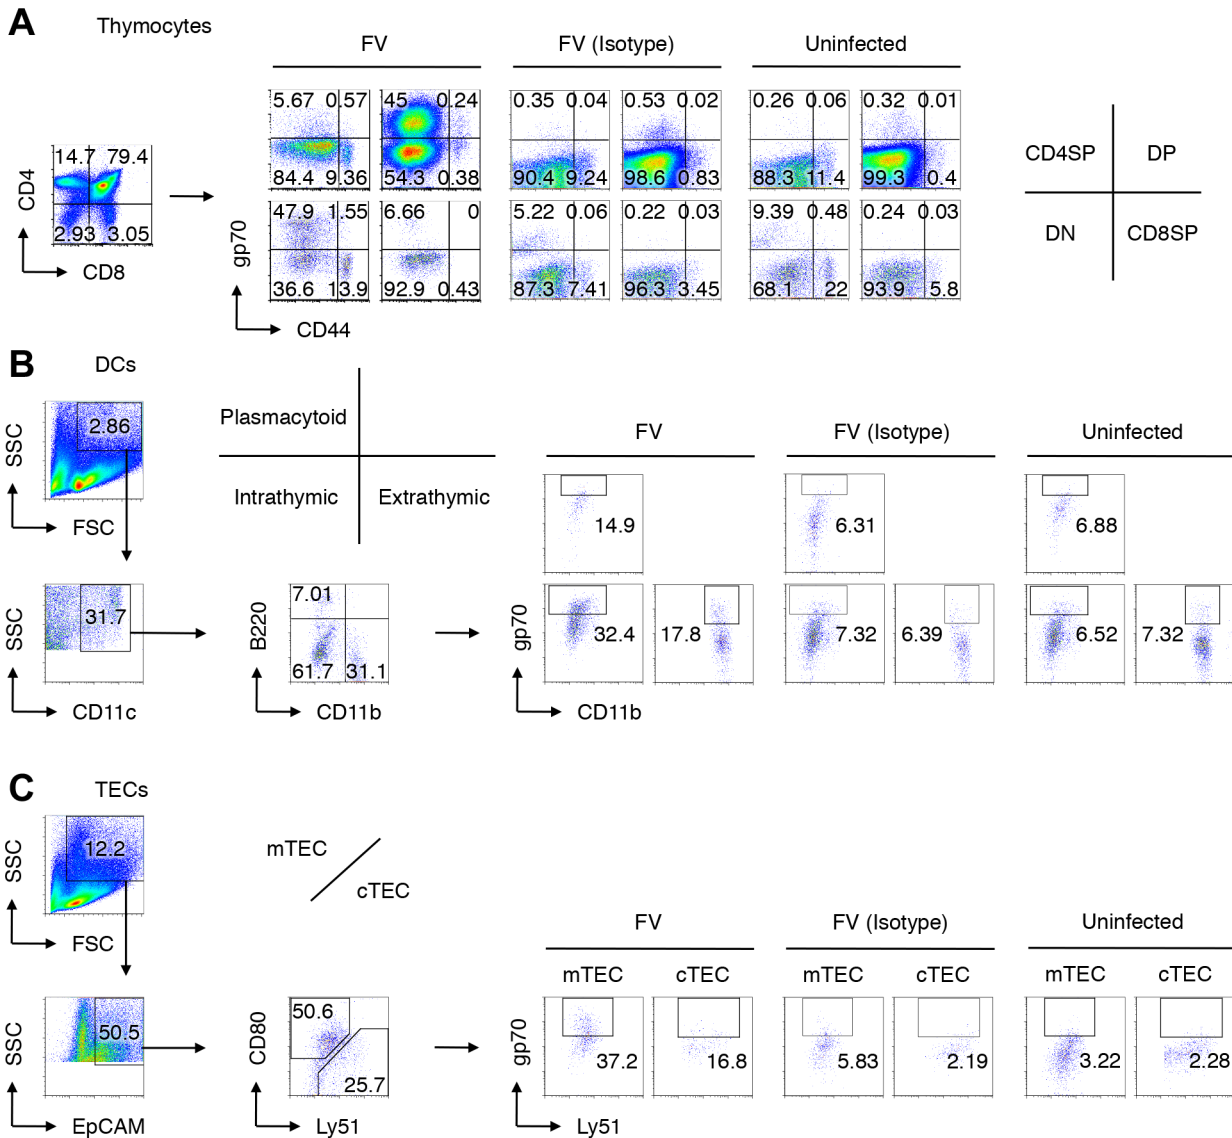 A
Thymocytes
FV
FV (Isotype)
Uninfected
5.67 0.57 45 0.24
0.35 0.04 0.53 0.02
0.26 0.06 0.32 0.01
14.7 79.4
CD4
84.4 9.36 54.3 0.38
90.4 9.24 98.6 0.83
88.3 11.4 99.3 0.4
CD4SP DP
2.93 3.05
CD8
47.9 1.55 6.66 0
5.22 0.06 0.22 0.03
9.39 0.48 0.24 0.03
DN CD8SP
gp70
36.6 13.9 92.9 0.43
87.3 7.41 96.3 3.45
68.1 22 93.9 5.8
CD44
B
DCs
SSC
2.86
FSC
Plasmacytoid
Intrathymic Extrathymic
FV
FV (Isotype)
Uninfected
14.9
6.31
6.88
SSC
31.7
CD11c
B220
7.01
61.7 31.1
CD11b
gp70
32.4 17.8
7.32 6.39
6.52 7.32
CD11b
C
TECs
SSC
12.2
FSC
mTEC
cTEC
FV
FV (Isotype)
Uninfected
mTEC cTEC
mTEC cTEC
mTEC cTEC
SSC
50.5
EpCAM
CD80
50.6
25.7
Ly51
gp70
37.2 16.8
5.83 2.19
3.22 2.28
Ly51